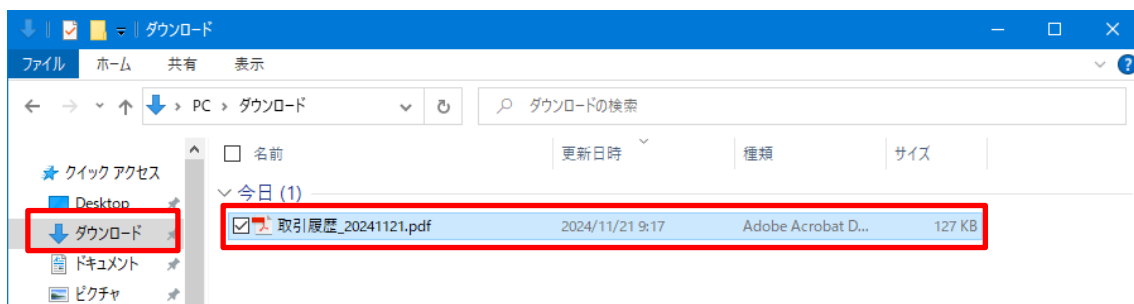 ダウンロード
ファイル ホーム 共有 表示
PC › ダウンロード ダウンロードの検索
名前 更新日時 種類 サイズ
クイック アクセス
今日 (1)
Desktop
取引履歴_20241121.pdf 2024/11/21 9:17 Adobe Acrobat D... 127 KB
ダウンロード
ドキュメント
ピクチャ